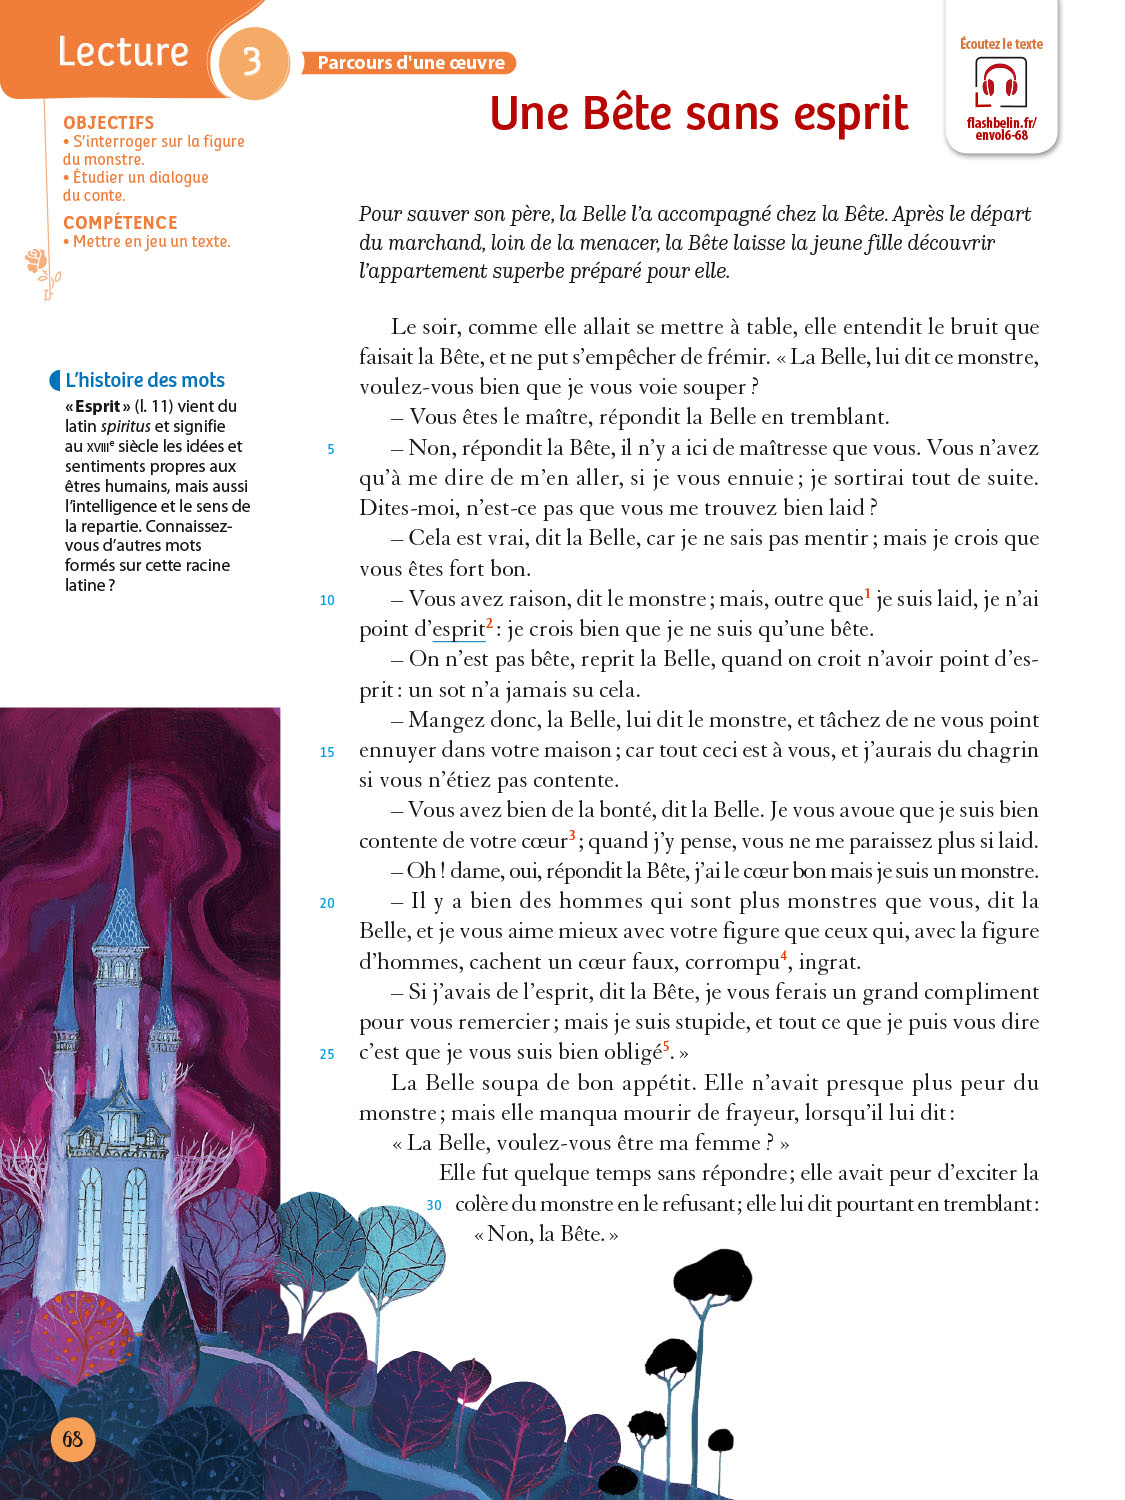 Lecture 3
Parcours d'une œuvre
Écoutez le texte
flashbelin.fr/
envol6-68
Une Bête sans esprit
OBJECTIFS
• S'interroger sur la figure
du monstre.
• Étudier un dialogue
du conte.
COMPÉTENCE
• Mettre en jeu un texte.
L'histoire des mots
« Esprit » (l. 11) vient du
latin spiritus et signifie
au XVIIIe siècle les idées et
sentiments propres aux
êtres humains, mais aussi
l'intelligence et le sens de
la repartie. Connaissez-
vous d'autres mots
formés sur cette racine
latine ?
Pour sauver son père, la Belle l'a accompagné chez la Bête. Après le départ
du marchand, loin de la menacer, la Bête laisse la jeune fille découvrir
l'appartement superbe préparé pour elle.
Le soir, comme elle allait se mettre à table, elle entendit le bruit que
faisait la Bête, et ne put s'empêcher de frémir. « La Belle, lui dit ce monstre,
voulez-vous bien que je vous voie souper ?
– Vous êtes le maître, répondit la Belle en tremblant.
5 – Non, répondit la Bête, il n'y a ici de maîtresse que vous. Vous n'avez
qu'à me dire de m'en aller, si je vous ennuie ; je sortirai tout de suite.
Dites-moi, n'est-ce pas que vous me trouvez bien laid ?
– Cela est vrai, dit la Belle, car je ne sais pas mentir ; mais je crois que
vous êtes fort bon.
10 – Vous avez raison, dit le monstre ; mais, outre que1 je suis laid, je n'ai
point d'esprit2 : je crois bien que je ne suis qu'une bête.
– On n'est pas bête, reprit la Belle, quand on croit n'avoir point d'es-
prit : un sot n'a jamais su cela.
– Mangez donc, la Belle, lui dit le monstre, et tâchez de ne vous point
15 ennuyer dans votre maison ; car tout ceci est à vous, et j'aurais du chagrin
si vous n'étiez pas contente.
– Vous avez bien de la bonté, dit la Belle. Je vous avoue que je suis bien
contente de votre cœur3 ; quand j'y pense, vous ne me paraissez plus si laid.
– Oh ! dame, oui, répondit la Bête, j'ai le cœur bon mais je suis un monstre.
20 – Il y a bien des hommes qui sont plus monstres que vous, dit la
Belle, et je vous aime mieux avec votre figure que ceux qui, avec la figure
d'hommes, cachent un cœur faux, corrompu4, ingrat.
– Si j'avais de l'esprit, dit la Bête, je vous ferais un grand compliment
pour vous remercier ; mais je suis stupide, et tout ce que je puis vous dire
25 c'est que je vous suis bien obligé5. »
La Belle soupa de bon appétit. Elle n'avait presque plus peur du
monstre ; mais elle manqua mourir de frayeur, lorsqu'il lui dit :
« La Belle, voulez-vous être ma femme ? »
Elle fut quelque temps sans répondre ; elle avait peur d'exciter la
30 colère du monstre en le refusant ; elle lui dit pourtant en tremblant :
« Non, la Bête. »
68